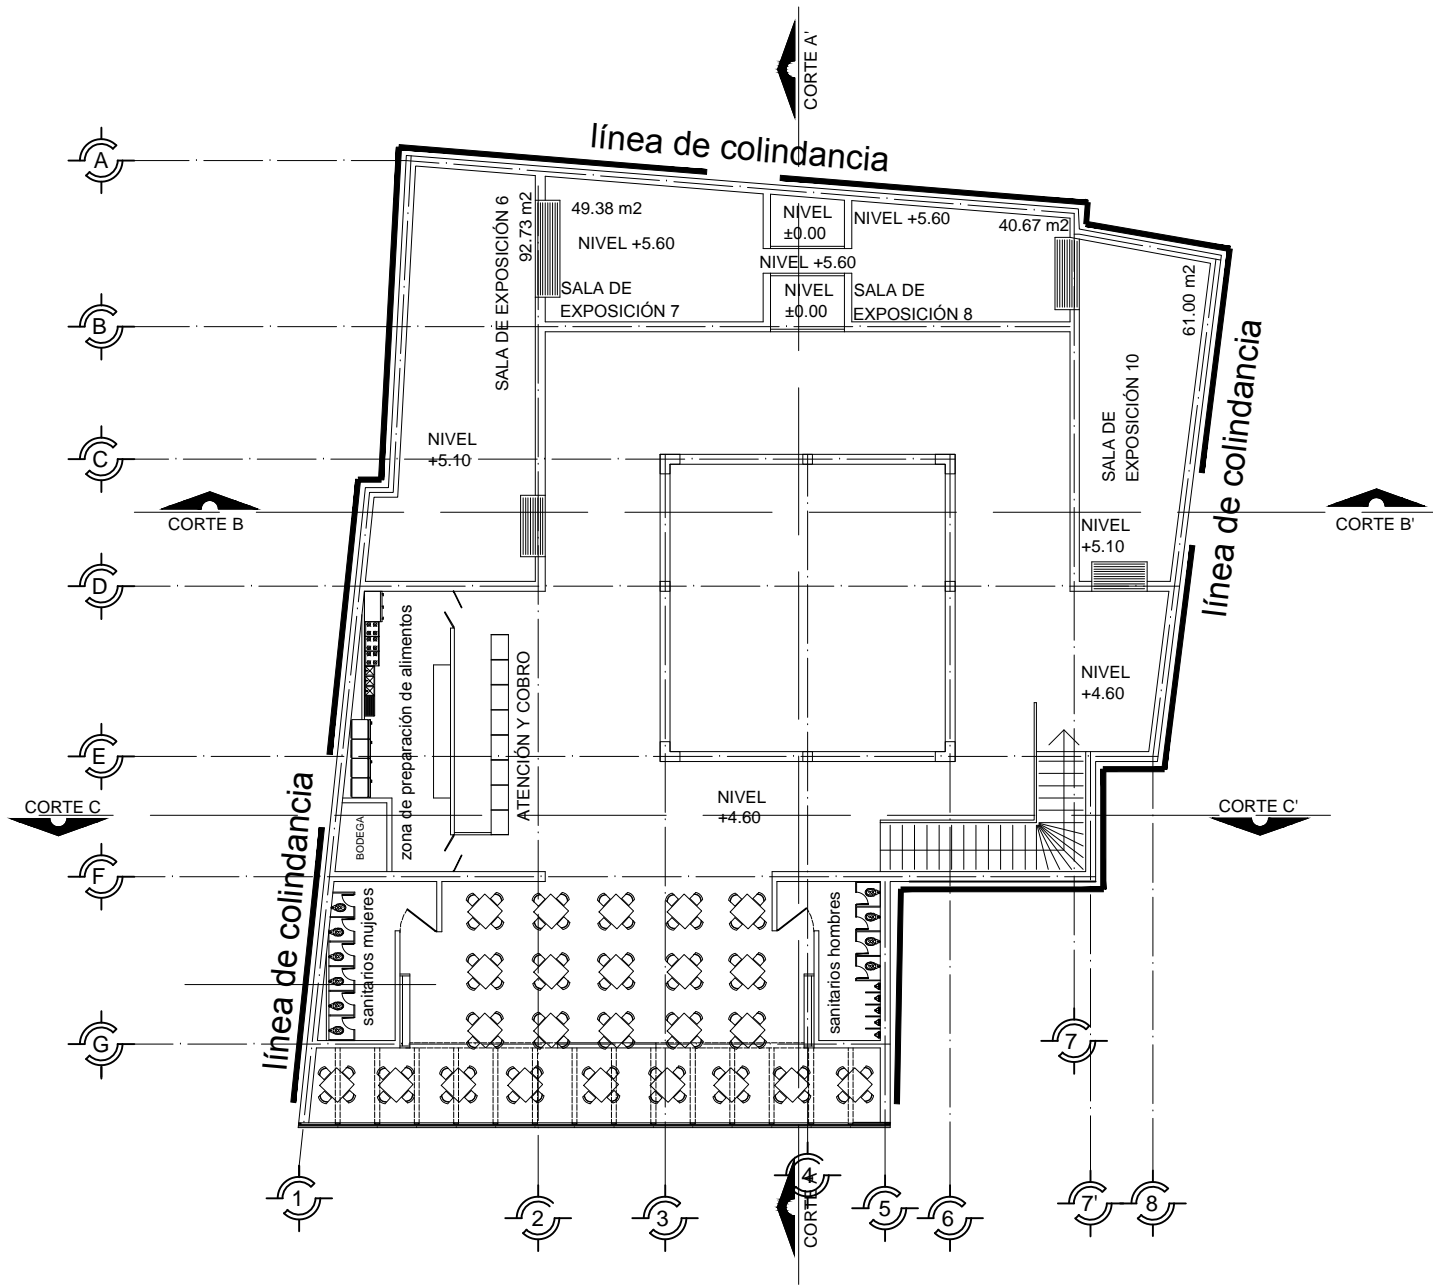 CORTE A'
línea de colindancia
A
SALA DE EXPOSICIÓN 6
92.73 m2
49.38 m2
NIVEL +5.60
SALA DE
EXPOSICIÓN 7
NIVEL
±0.00
NIVEL +5.60
NIVEL
±0.00
NIVEL +5.60
40.67 m2
SALA DE
EXPOSICIÓN 8
61.00 m2
B
línea de colindancia
SALA DE
EXPOSICIÓN 10
NIVEL
+5.10
C
CORTE B
CORTE B'
NIVEL
+5.10
D
zona de preparación de alimentos
ATENCIÓN Y COBRO
NIVEL
+4.60
E
NIVEL
+4.60
CORTE C
CORTE C'
BODEGA
línea de colindancia
F
sanitarios mujeres
sanitarios hombres
G
7
1
2
3
4
CORTE A
5
6
7'
8